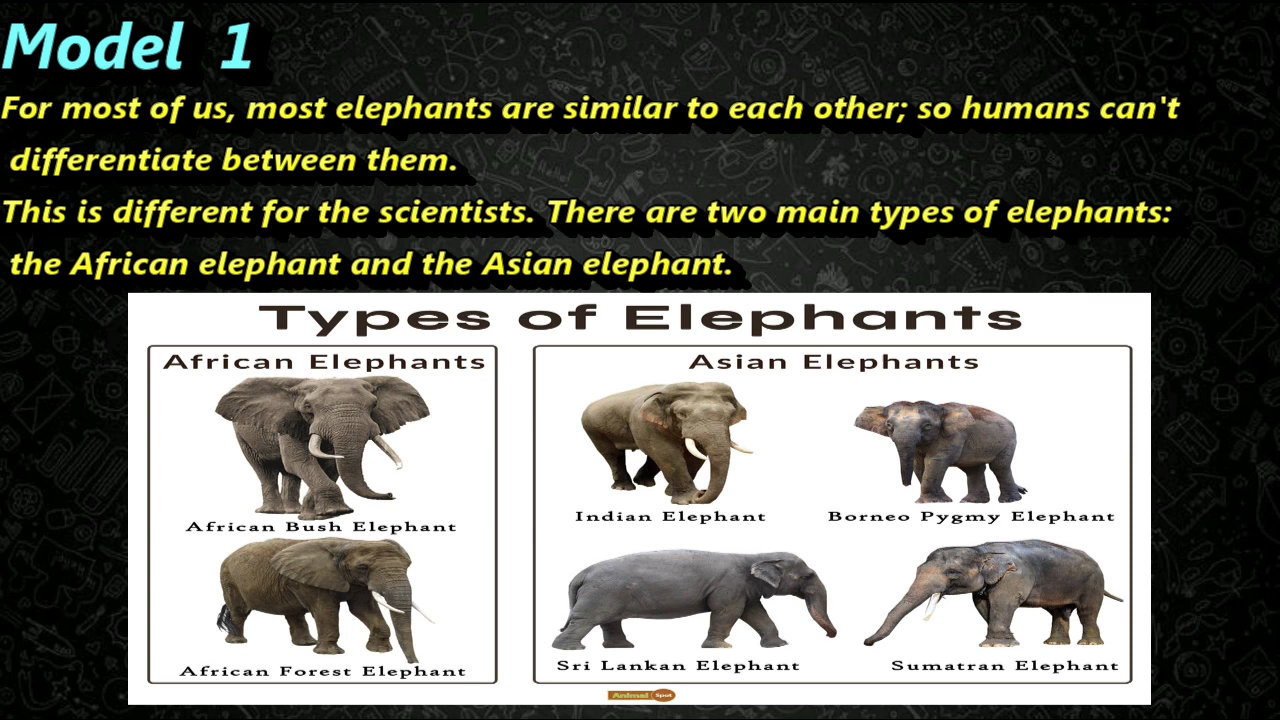 Model 1
For most of us, most elephants are similar to each other; so humans can't
differentiate between them.
This is different for the scientists. There are two main types of elephants:
the African elephant and the Asian elephant.
Types of Elephants
African Elephants
African Bush Elephant
African Forest Elephant
Asian Elephants
Indian Elephant
Borneo Pygmy Elephant
Sri Lankan Elephant
Sumatran Elephant
Animal Spot